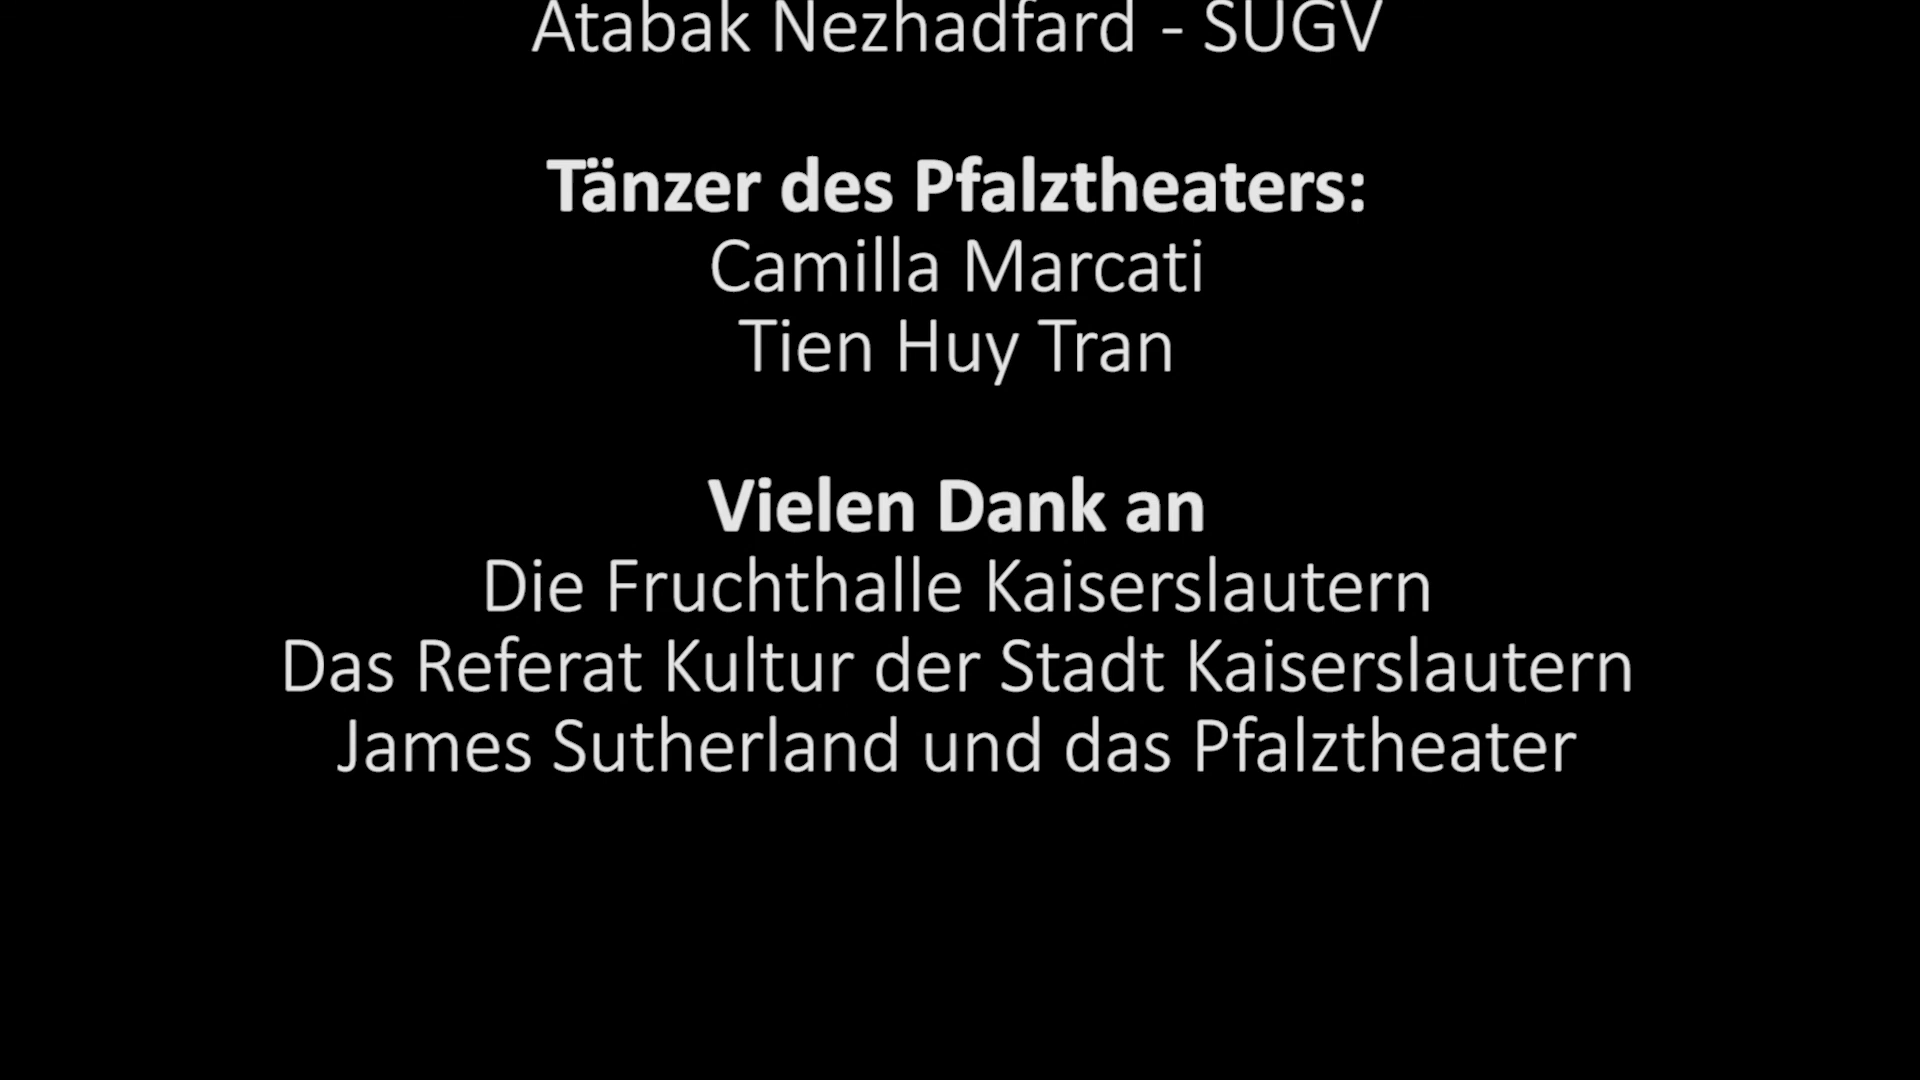 Atabak Nezhadfard - SUGV
Tänzer des Pfalztheaters:
Camilla Marcati
Tien Huy Tran
Vielen Dank an
Die Fruchthalle Kaiserslautern
Das Referat Kultur der Stadt Kaiserslautern
James Sutherland und das Pfalztheater